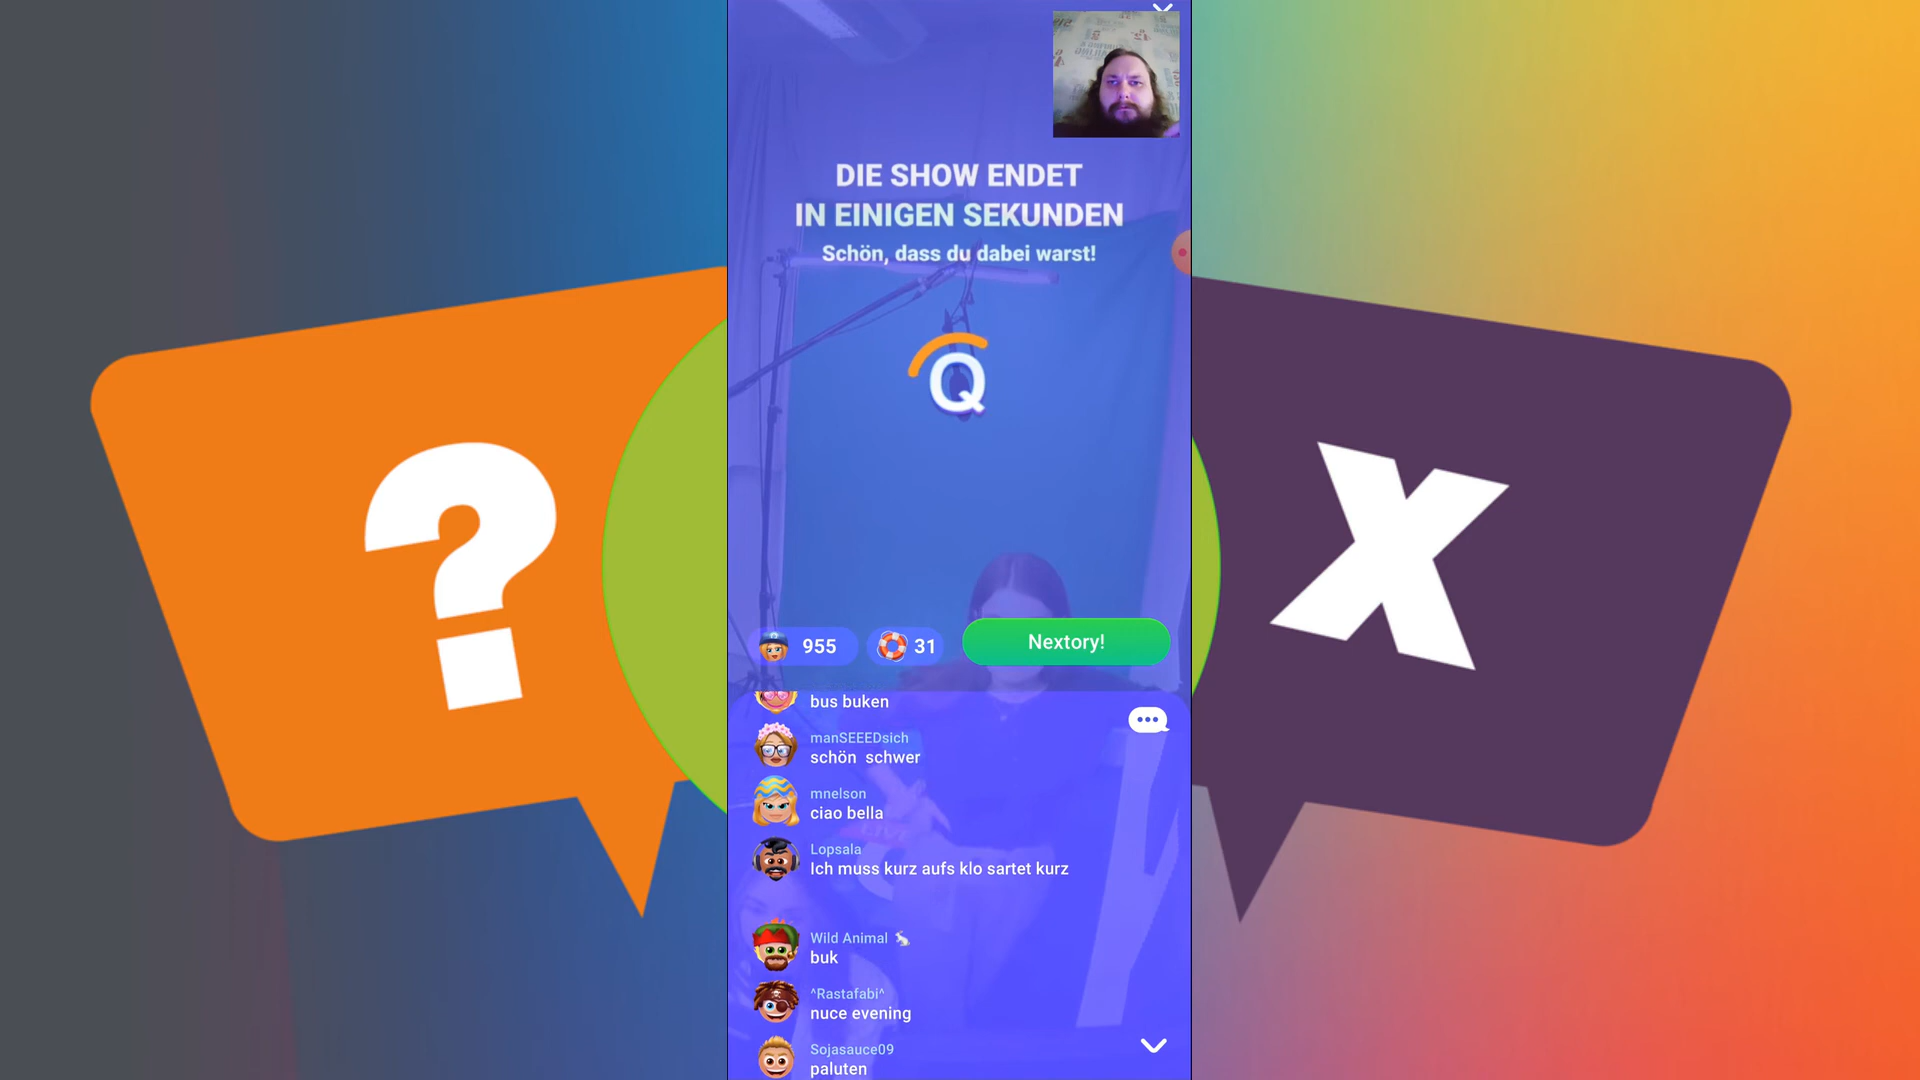 DIE SHOW ENDET
IN EINIGEN SEKUNDEN
Schön, dass du dabei warst!
Q
955
31
Nextory!
bus buken
manSEEEDsich
schön schwer
mnelson
ciao bella
Lopsala
Ich muss kurz aufs klo sartet kurz
Wild Animal 🐁
buk
^Rastafabi^
nuce evening
Sojasauce09
paluten
?
X
LIVE